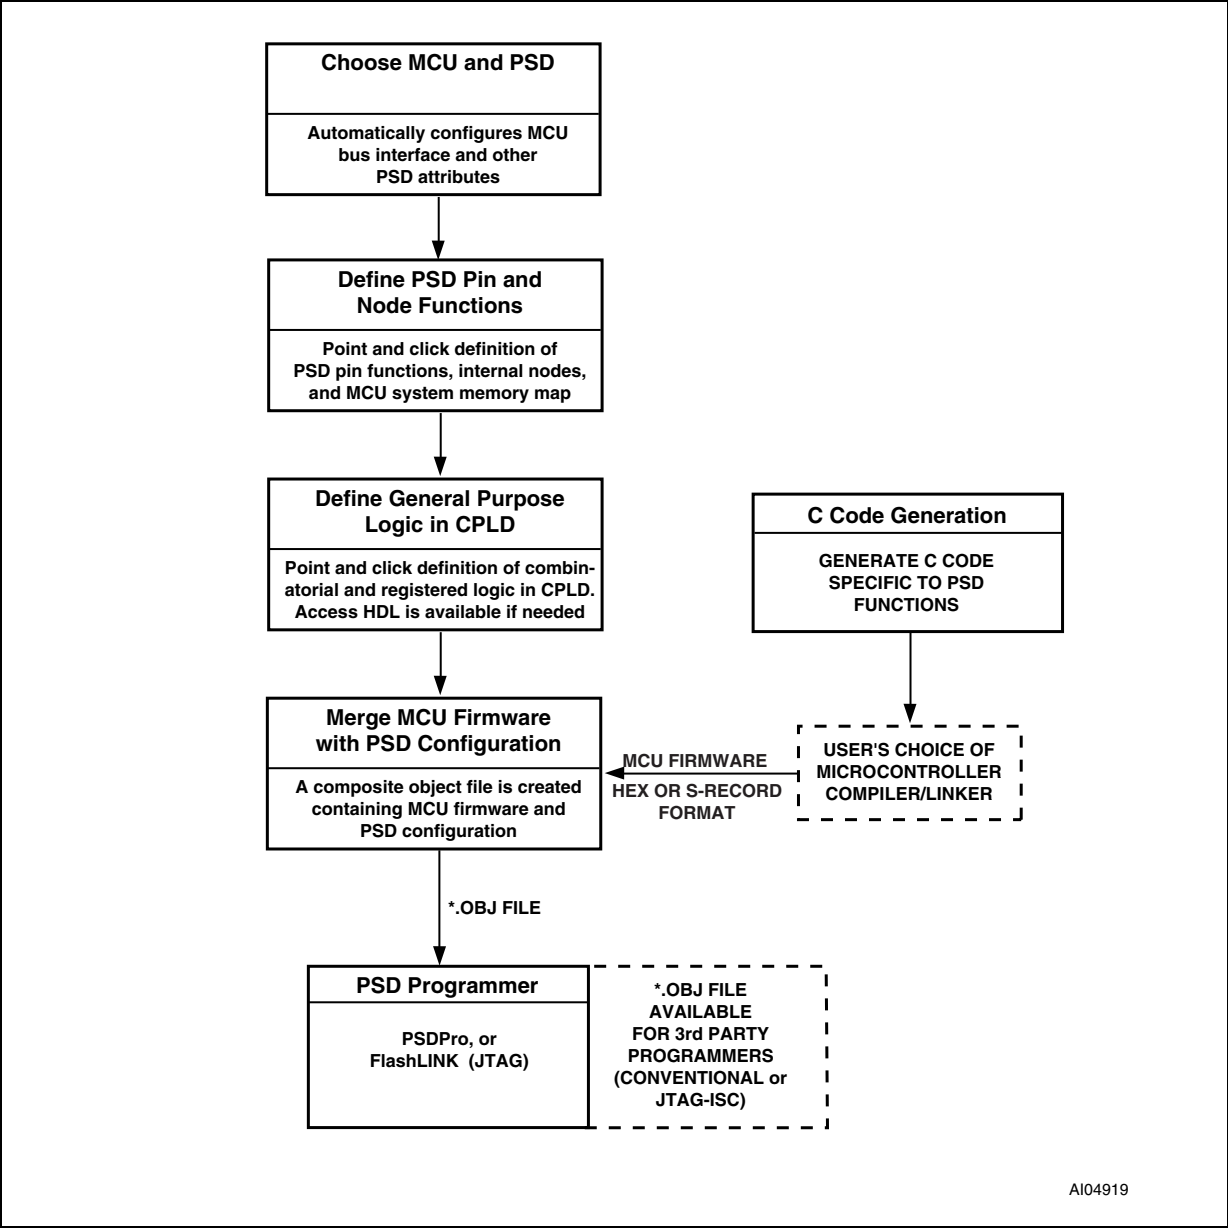 Choose MCU and PSD
Automatically configures MCU
bus interface and other
PSD attributes
Define PSD Pin and
Node Functions
Point and click definition of
PSD pin functions, internal nodes,
and MCU system memory map
Define General Purpose
Logic in CPLD
Point and click definition of combin-
atorial and registered logic in CPLD.
Access HDL is available if needed
C Code Generation
GENERATE C CODE
SPECIFIC TO PSD
FUNCTIONS
Merge MCU Firmware
with PSD Configuration
A composite object file is created
containing MCU firmware and
PSD configuration
MCU FIRMWARE
HEX OR S-RECORD
FORMAT
USER'S CHOICE OF
MICROCONTROLLER
COMPILER/LINKER
*.OBJ FILE
PSD Programmer
PSDPro, or
FlashLINK (JTAG)
*.OBJ FILE
AVAILABLE
FOR 3rd PARTY
PROGRAMMERS
(CONVENTIONAL or
JTAG-ISC)
AI04919